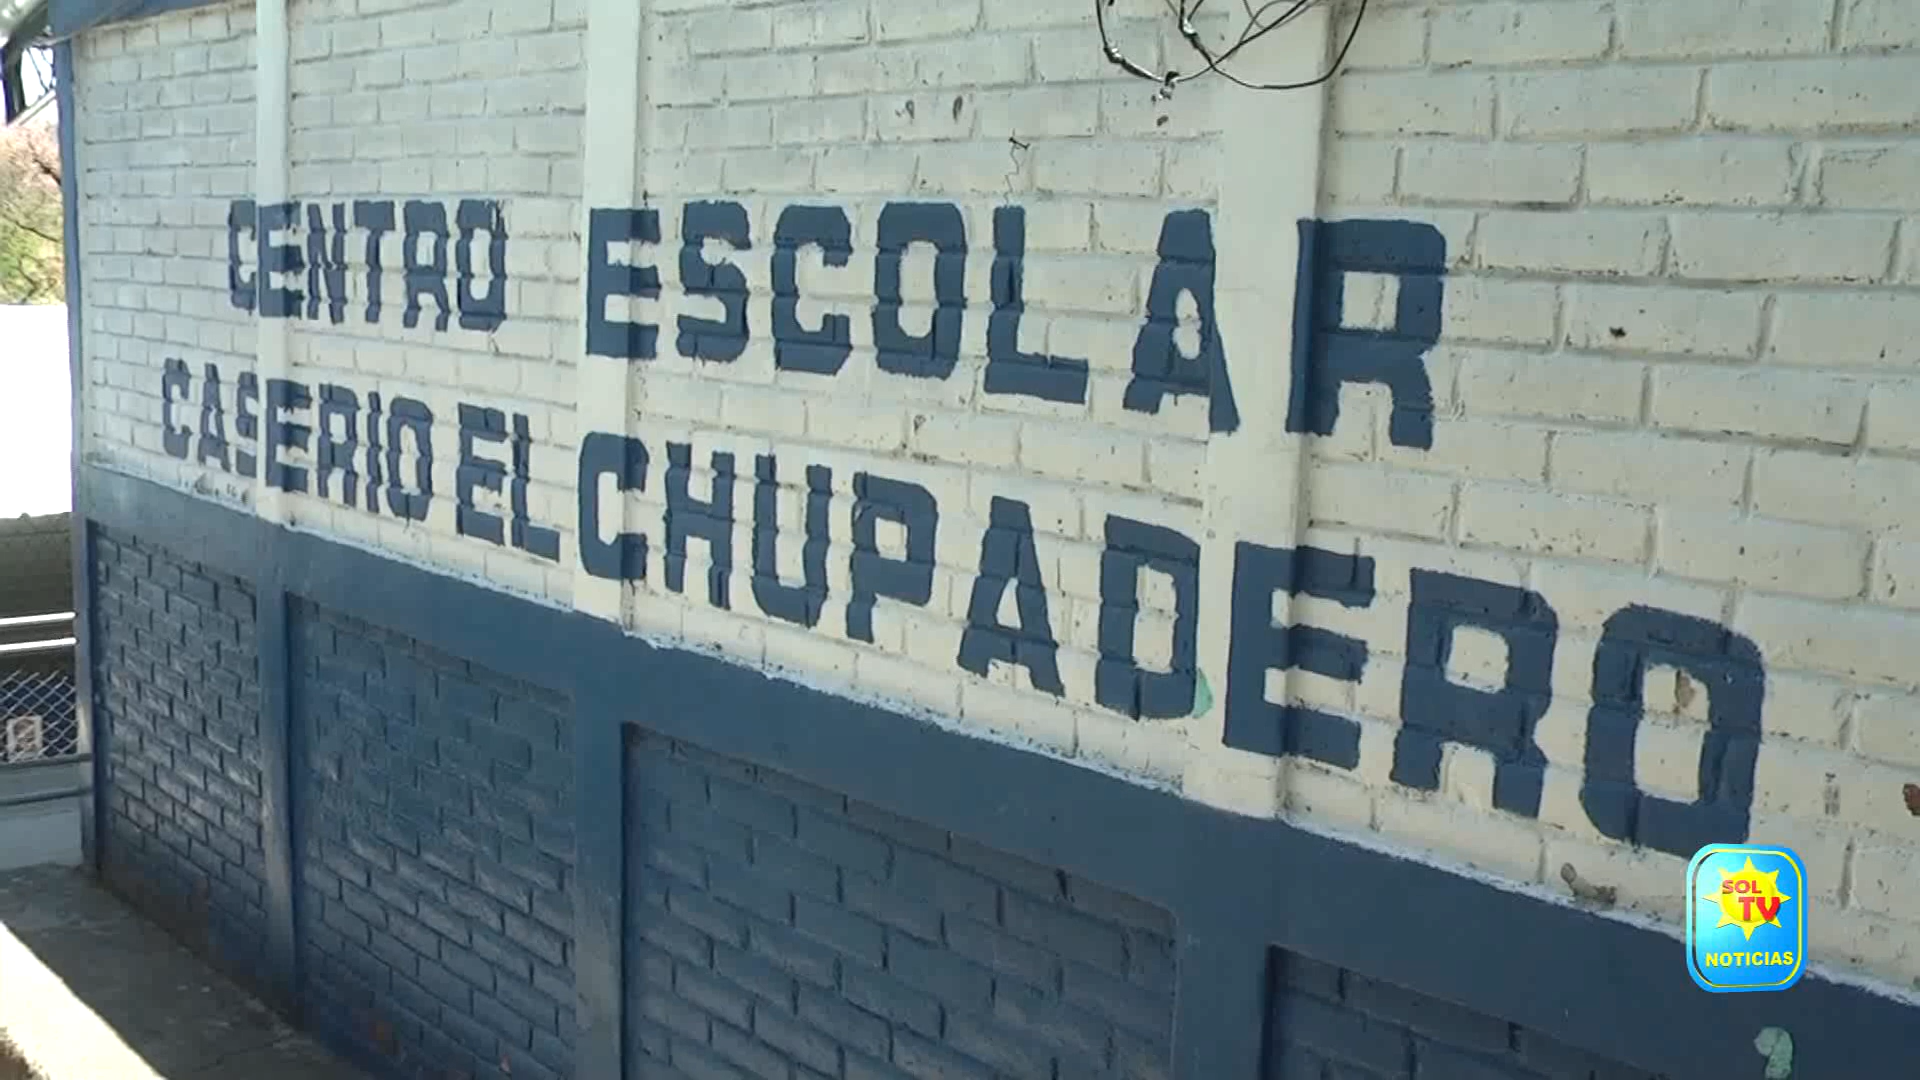 CENTRO ESCOLAR
CASERIO EL CHUPADERO
SOL
TV
NOTICIAS